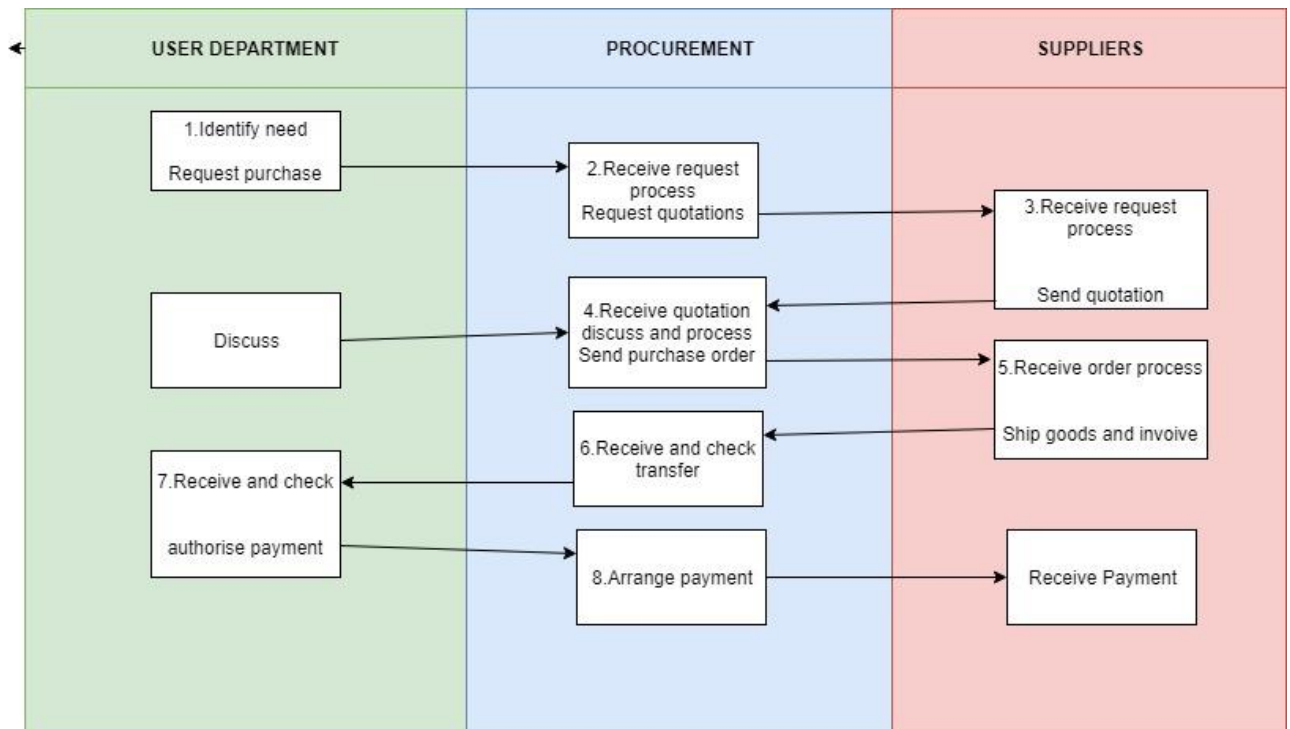 USER DEPARTMENT
PROCUREMENT
SUPPLIERS
1.Identify need
Request purchase
2.Receive request
process
Request quotations
3.Receive request
process
Send quotation
Discuss
4.Receive quotation
discuss and process
Send purchase order
5.Receive order process
Ship goods and invoive
6.Receive and check
transfer
7.Receive and check
authorise payment
8.Arrange payment
Receive Payment